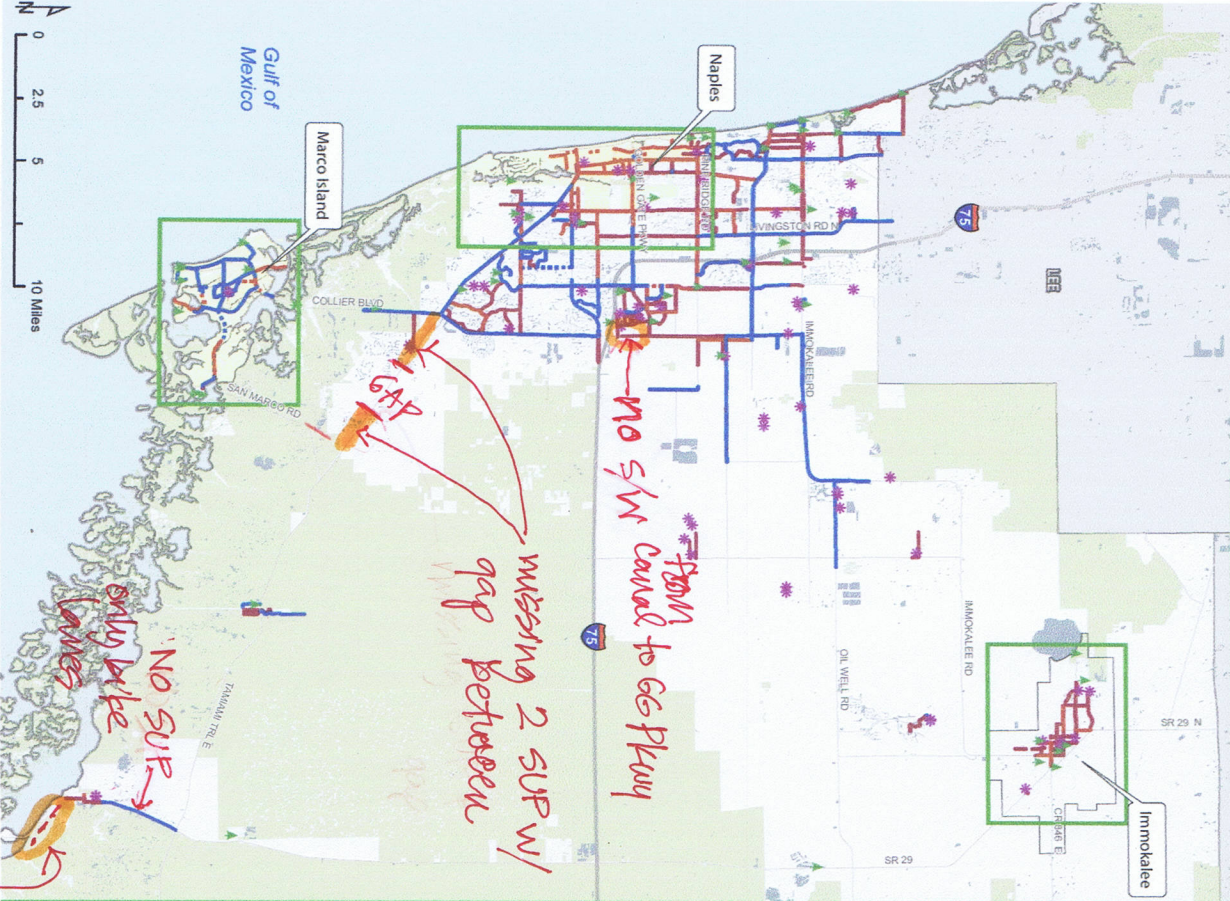 N
0
2.5
5
10 Miles
Gulf of
Mexico
Naples
Marco Island
Immokalee
LEE
75
75
GOLDEN GATE PKWY
PINE RIDGE RD
LIVINGSTON RD N
IMMOKALEE RD
COLLIER BLVD
SAN MARCO RD
IMMOKALEE RD
OIL WELL RD
SR 29 N
CR 846 E
SR 29
TAMIAMI TRL E
GAP
no s/w
from
canal to GG Pkwy
missing 2 SUP w/
gap between
NO SUP
only bike
lanes